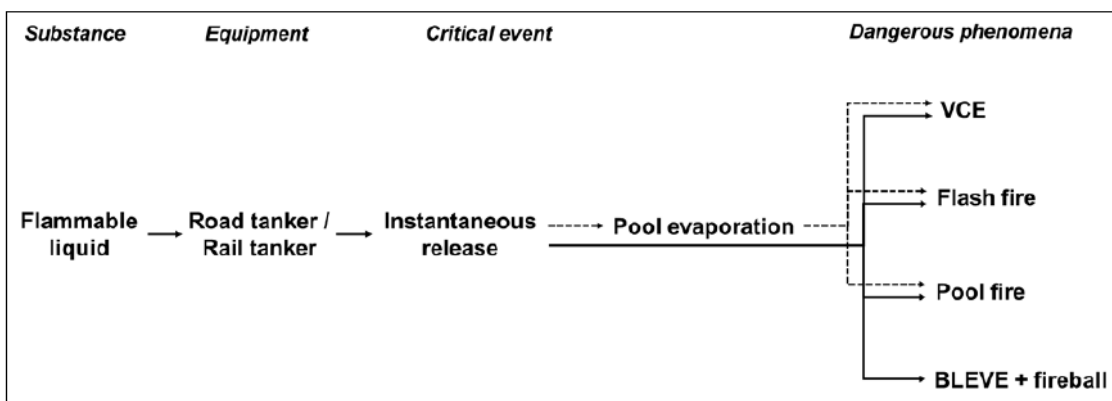 Substance Equipment Critical event Dangerous phenomena
VCE
Flash fire
Flammable
liquid
Road tanker /
Rail tanker
Instantaneous
release
Pool evaporation
Pool fire
BLEVE + fireball